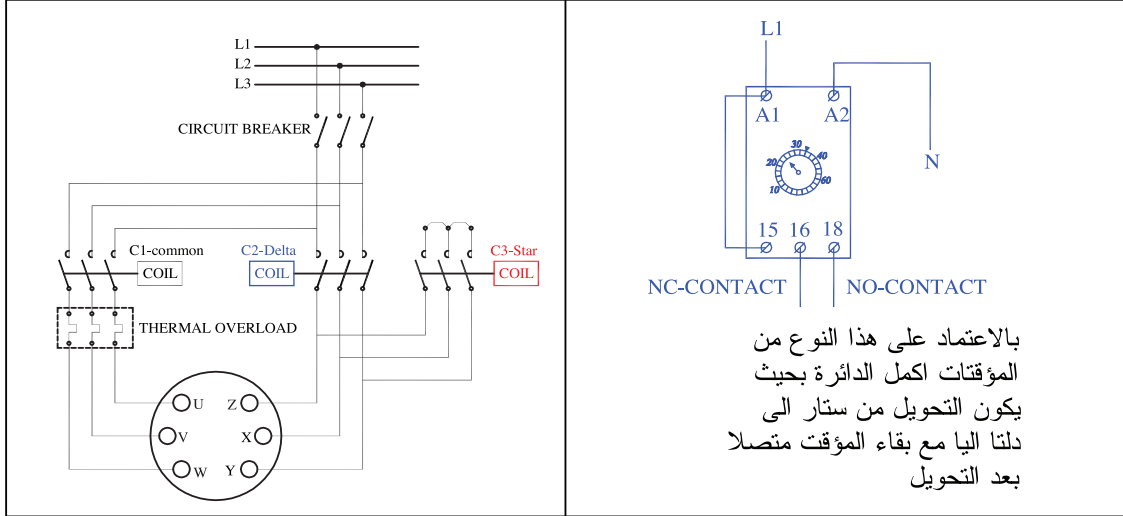 L1
L2
L3
CIRCUIT BREAKER
C1-common
COIL
C2-Delta
COIL
C3-Star
COIL
THERMAL OVERLOAD
U Z
V X
W Y
L1
A1 A2
N
10 20 30 40 60
15 16 18
NC-CONTACT NO-CONTACT
بالاعتماد على هذا النوع من
المؤقتات اكمل الدائرة بحيث
يكون التحويل من ستار الى
دلتا اليا مع بقاء المؤقت متصلا
بعد التحويل